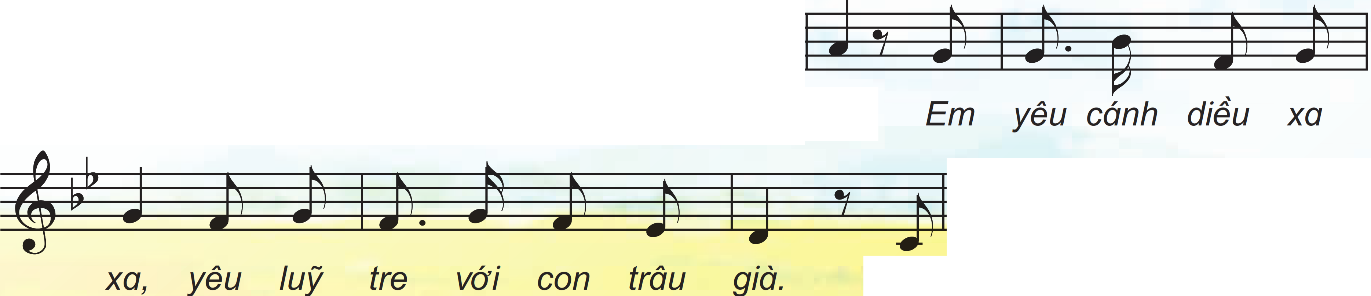 Em yêu cánh diều xa
xa, yêu luỹ tre với con trâu già.